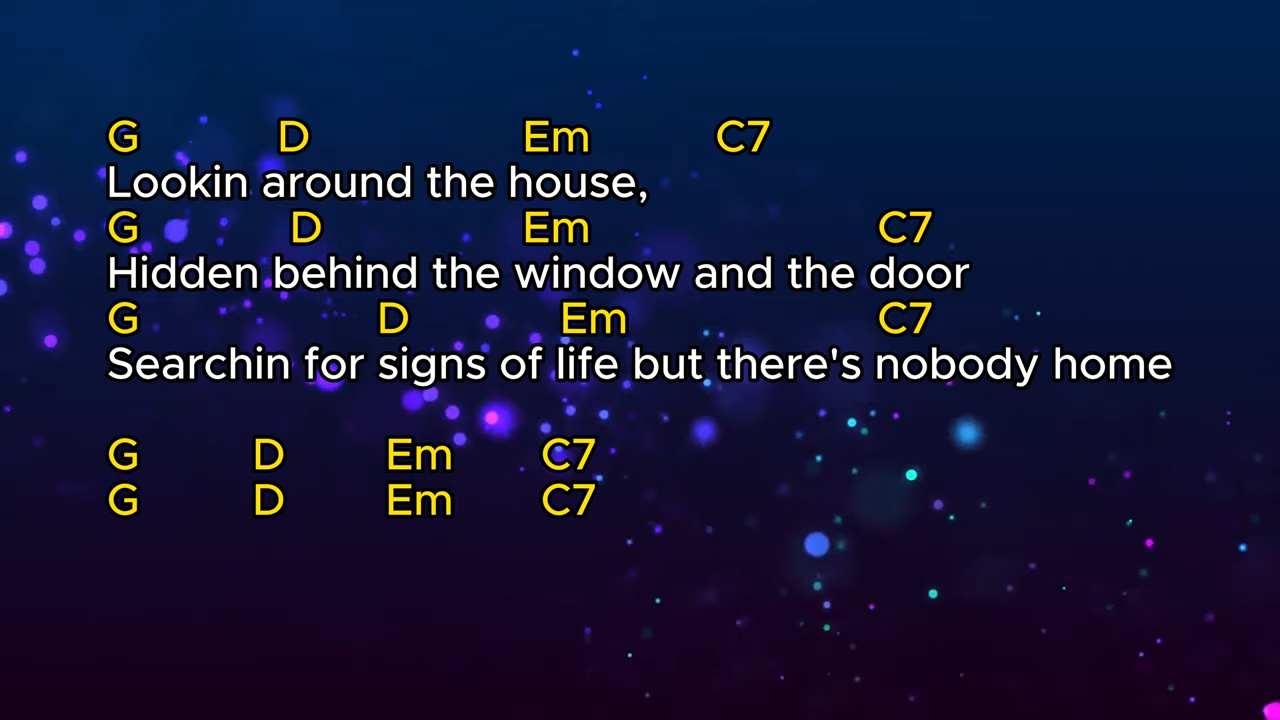 G D Em C7
Lookin around the house,
G D Em C7
Hidden behind the window and the door
G D Em C7
Searchin for signs of life but there's nobody home
G D Em C7
G D Em C7